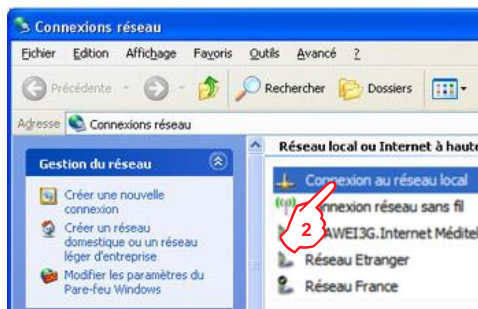 Connexions réseau
Fichier Edition Affichage Favoris Outils Avancé ?
Précédente Rechercher Dossiers
Adresse Connexions réseau
Gestion du réseau
Créer une nouvelle
connexion
Créer un réseau
domestique ou un réseau
léger d'entreprise
Modifier les paramètres du
Pare-feu Windows
Réseau local ou Internet à haute
Connexion au réseau local
nnexion réseau sans fil
2
AWEI3G.Internet Méditel
Réseau Etranger
Réseau France